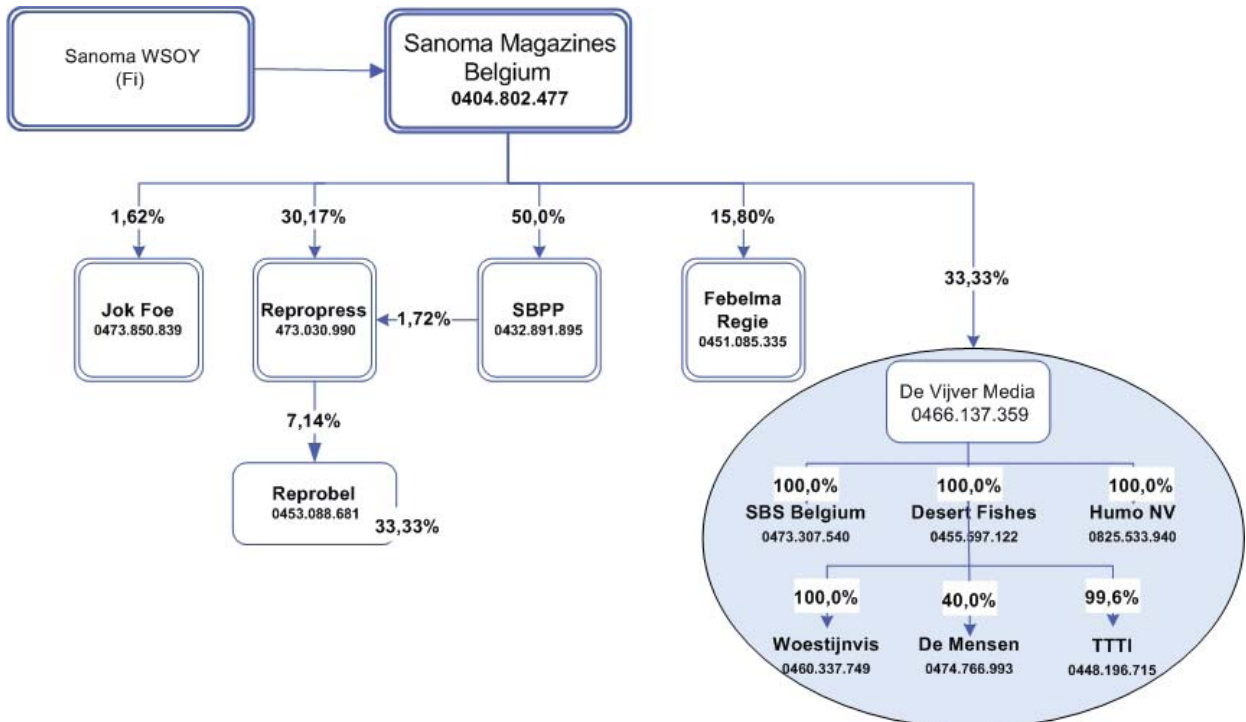 Sanoma WSOY
(Fi)
Sanoma Magazines
Belgium
0404.802.477
1,62%
30,17%
50,0%
15,80%
33,33%
Jok Foe
0473.850.839
Repropress
473.030.990
1,72%
SBPP
0432.891.895
Febelma
Regie
0451.085.335
De Vijver Media
0466.137.359
7,14%
Reprobel
0453.088.681
33,33%
100,0%
100,0%
100,0%
SBS Belgium
Desert Fishes
Humo NV
0473.307.540
0455.597.122
0825.533.940
100,0%
40,0%
99,6%
Woestijnvis
De Mensen
TTTI
0460.337.749
0474.766.993
0448.196.715